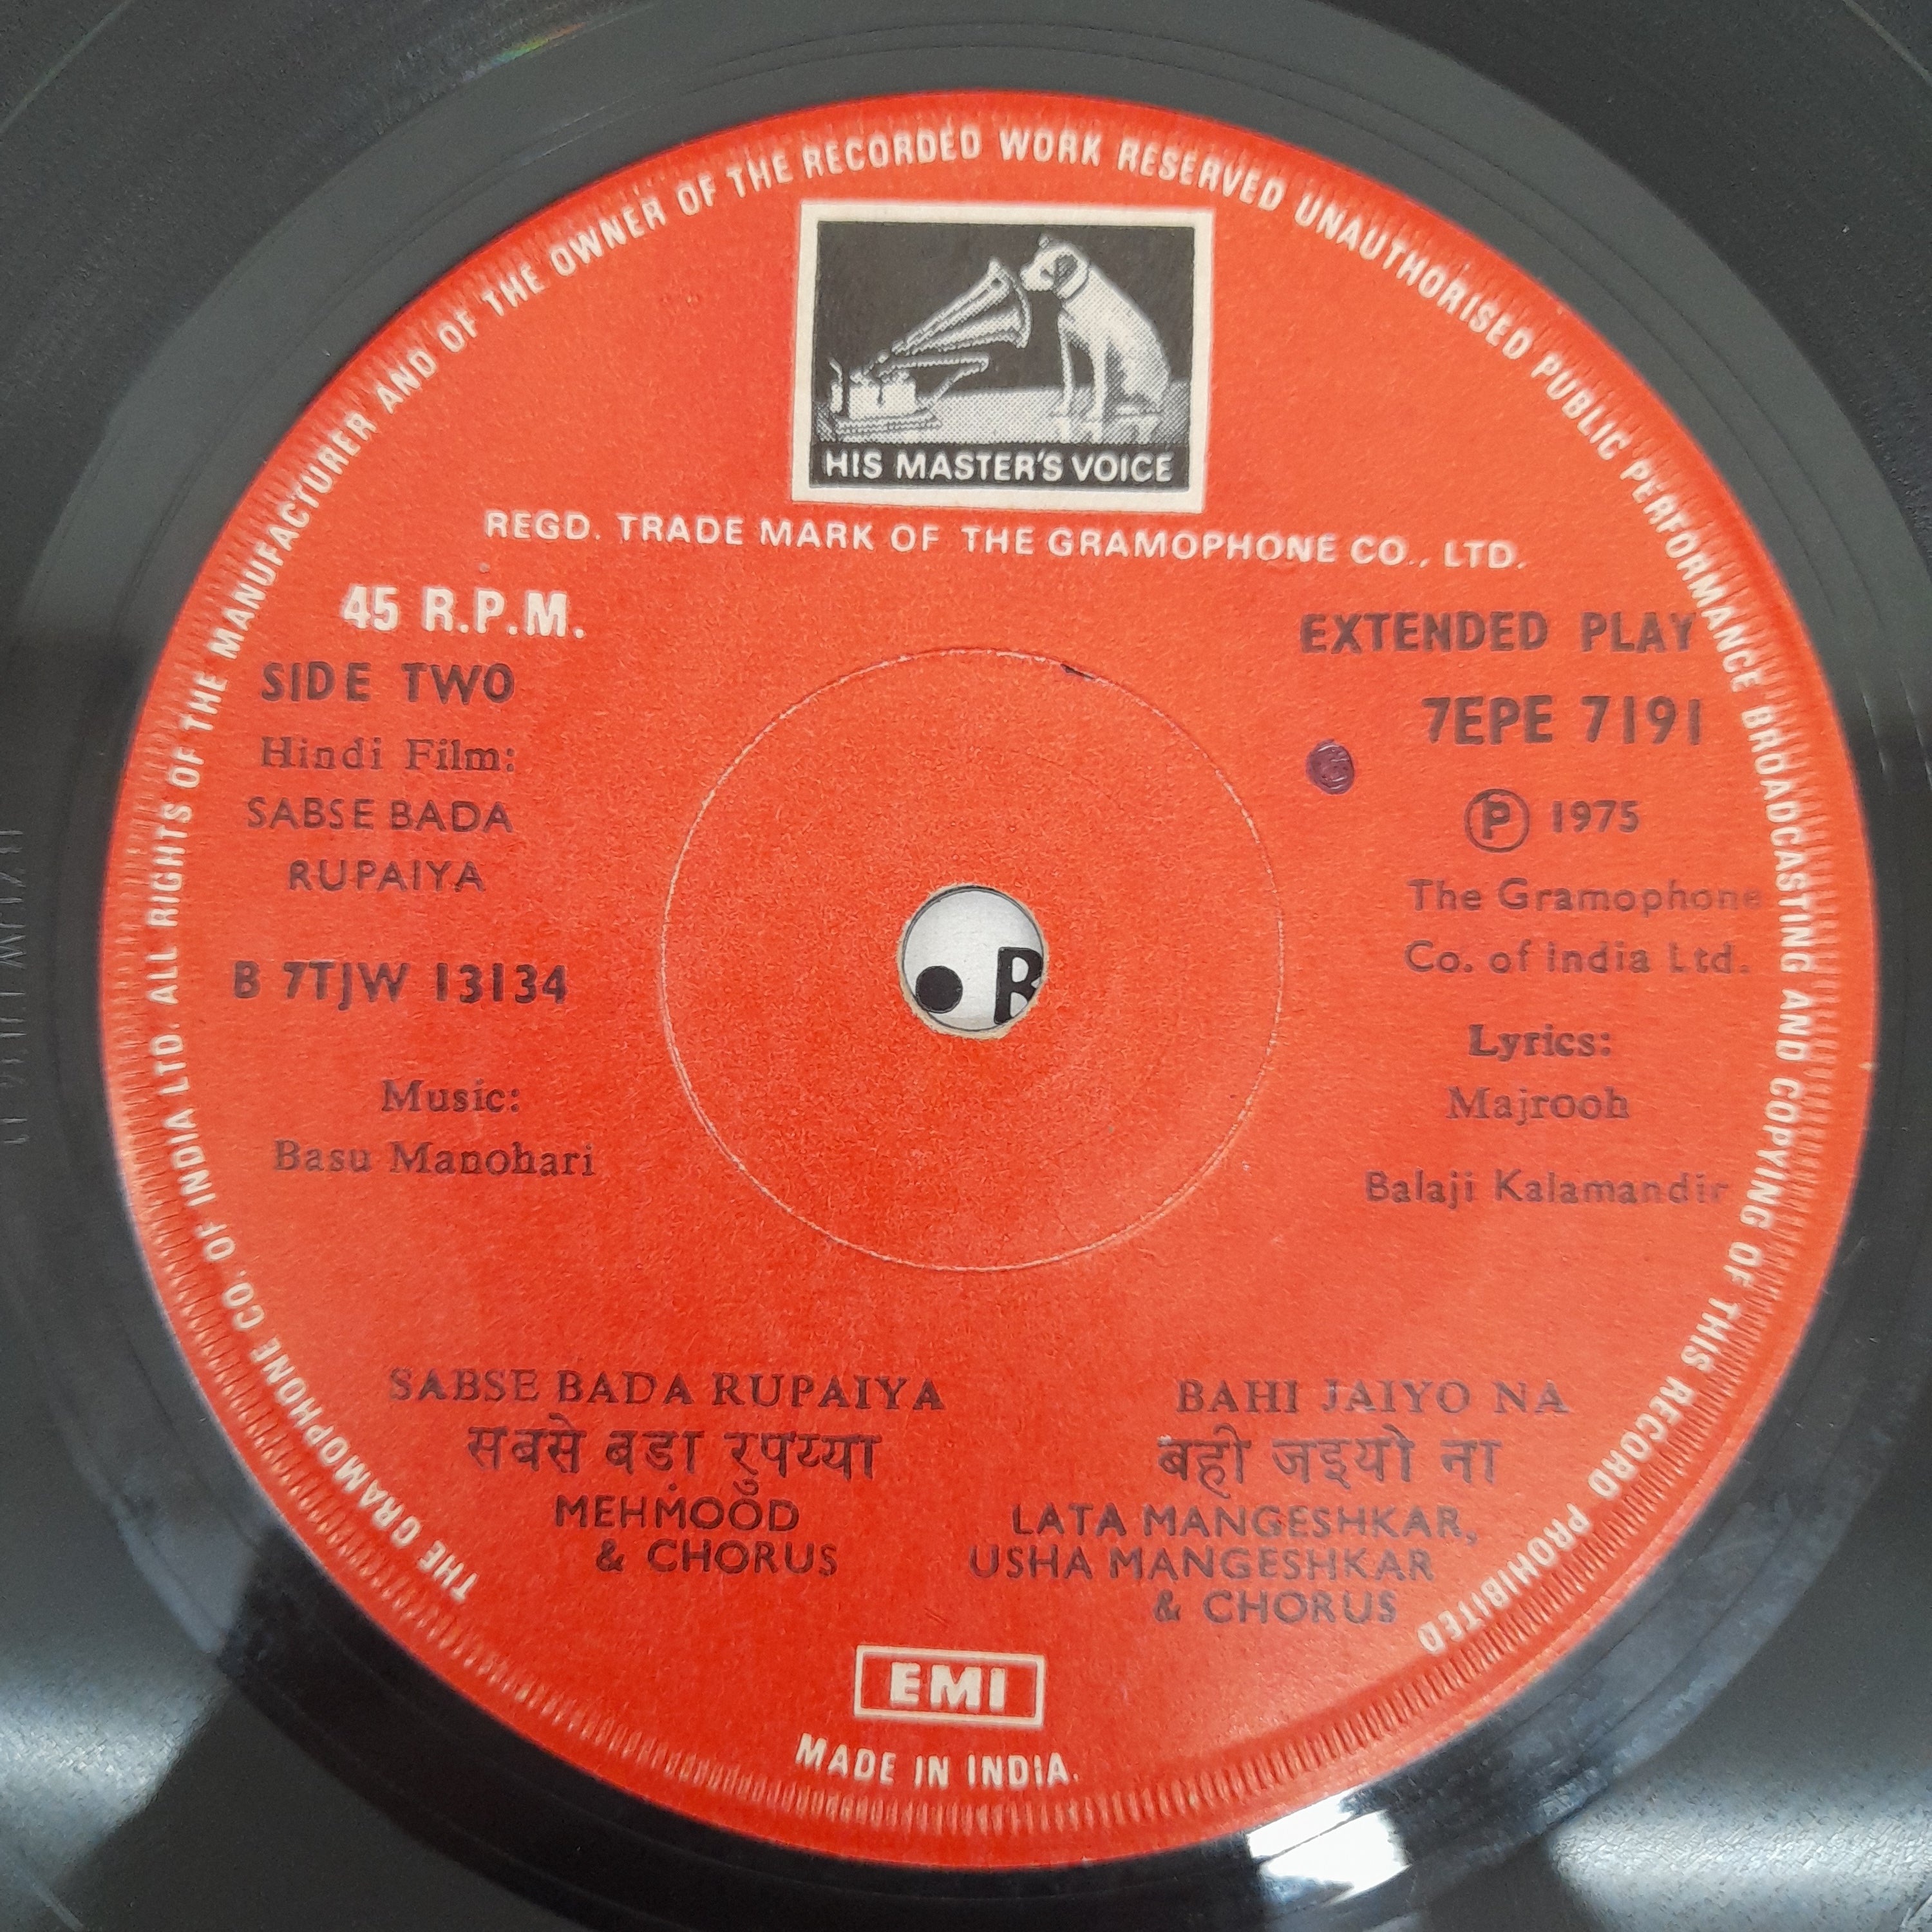 THE GRAMOPHONE CO. OF INDIA LTD. ALL RIGHTS OF THE MANUFACTURER AND OF THE OWNER OF THE RECORDED WORK RESERVED UNAUTHORISED PUBLIC PERFORMANCE BROADCASTING AND COPYING OF THIS RECORD PROHIBITED
HIS MASTER'S VOICE
REGD. TRADE MARK OF THE GRAMOPHONE CO., LTD.
45 R.P.M.
SIDE TWO
Hindi Film:
SABSE BADA
RUPAIYA
B 7TJW 13134
Music:
Basu Manohari
EXTENDED PLAY
7EPE 7191
Ⓟ 1975
The Gramophone
Co. of India Ltd.
Lyrics:
Majrooh
Balaji Kalamandir
SABSE BADA RUPAIYA
सबसे बड़ा रुपय्या
MEHMOOD
& CHORUS
BAHI JAIYO NA
बही जइयो ना
LATA MANGESHKAR,
USHA MANGESHKAR
& CHORUS
EMI
MADE IN INDIA.
B